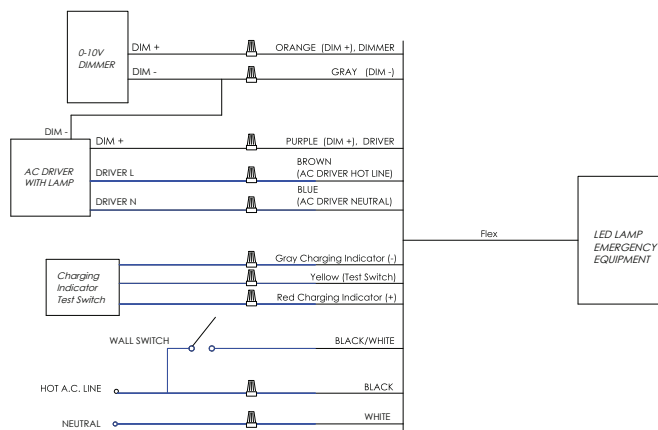 0-10V
DIMMER
DIM +
ORANGE (DIM +), DIMMER
DIM -
GRAY (DIM -)
DIM -
AC DRIVER
WITH LAMP
DIM +
PURPLE (DIM +), DRIVER
DRIVER L
BROWN
(AC DRIVER HOT LINE)
DRIVER N
BLUE
(AC DRIVER NEUTRAL)
Flex
LED LAMP
EMERGENCY
EQUIPMENT
Charging
Indicator
Test Switch
Gray Charging Indicator (-)
Yellow (Test Switch)
Red Charging Indicator (+)
WALL SWITCH
BLACK/WHITE
HOT A.C. LINE
BLACK
NEUTRAL
WHITE